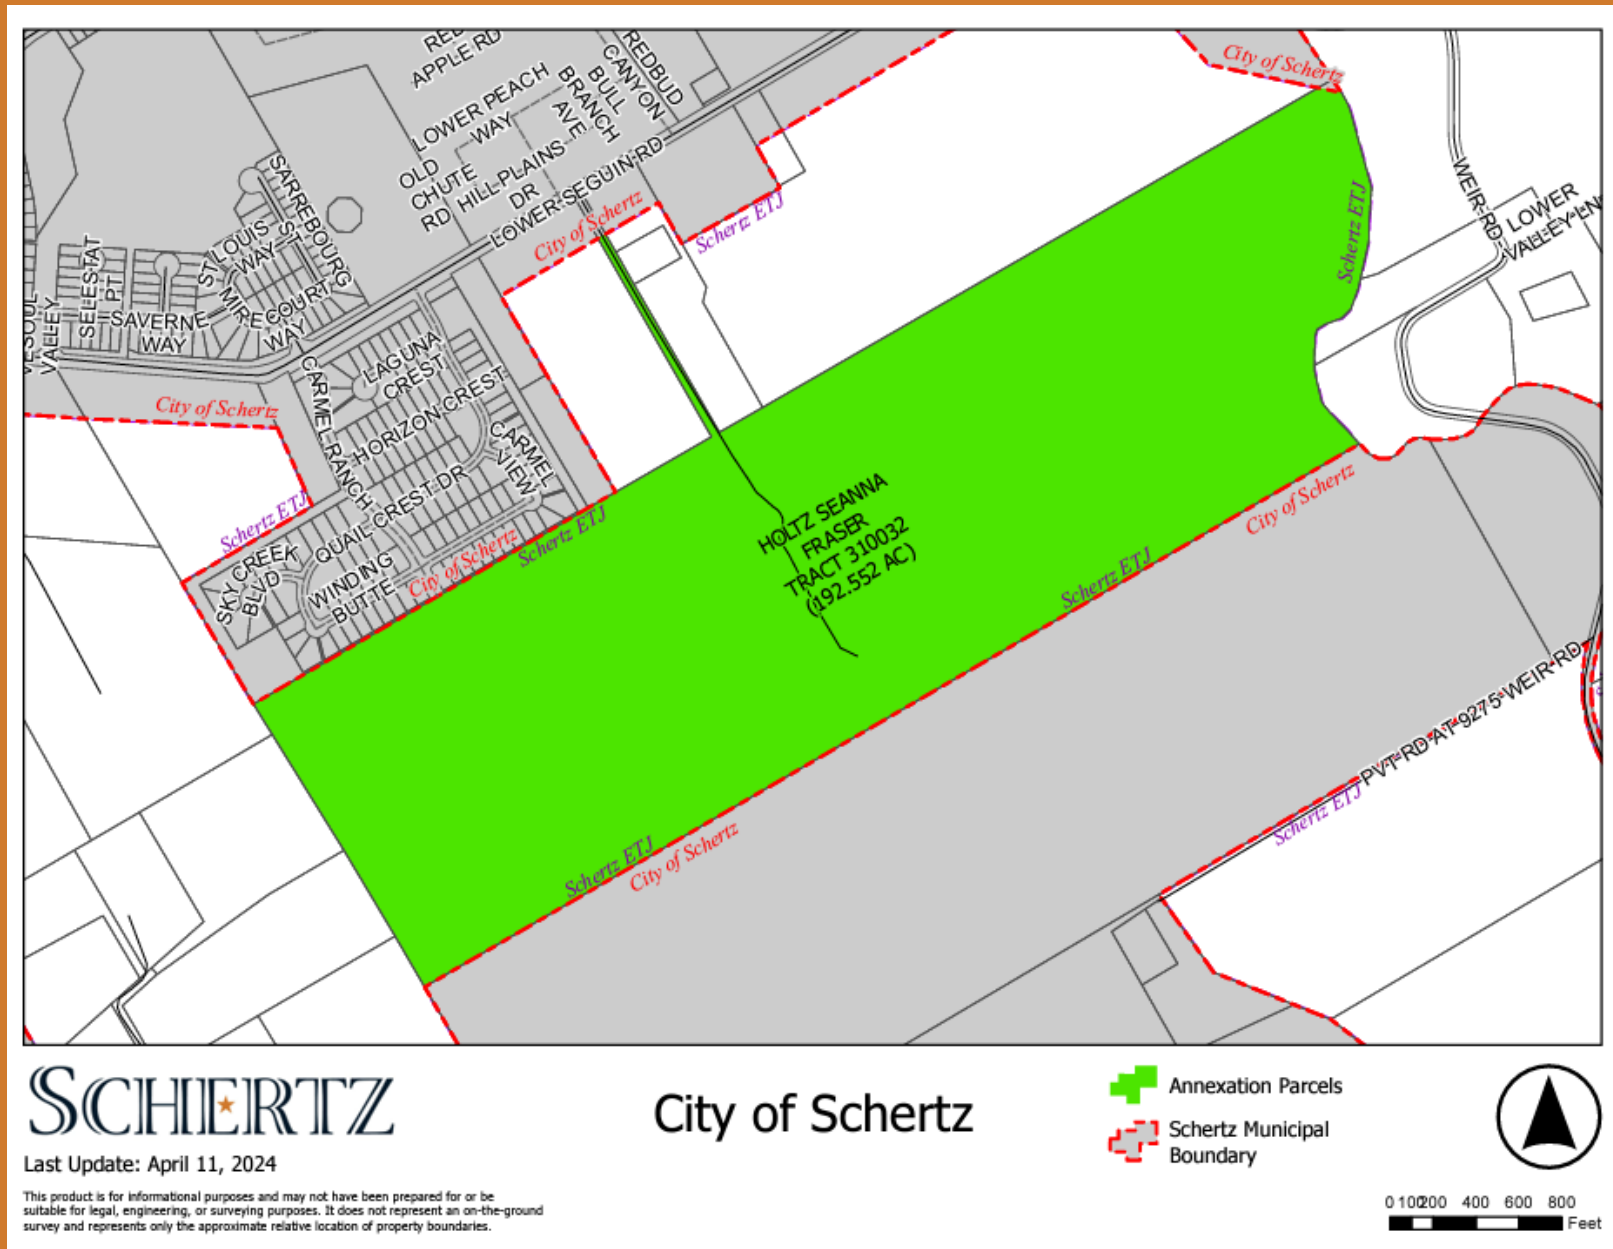 RED
APPLE RD
LOWER PEACH
WAY
BULL
BRANCH
AVE
REDBUD
CANYON
OLD
CHUTE
RD
HILL PLAINS
DR
LOWER SEGUIN RD
City of Schertz
City of Schertz
Schertz ETJ
Schertz ETJ
WEIR RD
LOWER
VALLEY LN
SARREBOURG
ST
ST LOUIS
WAY
MIRECOURT
WAY
SELESTAT
PT
SAVERNE
WAY
VESOUL
VALLEY
City of Schertz
CARMEL RANCH
LAGUNA
CREST
HORIZON CREST
CARMEL
VIEW
QUAIL CREST DR
Schertz ETJ
SKY CREEK
BLVD
WINDING
BUTTE
City of Schertz
Schertz ETJ
HOLTZ SEANNA
FRASER
TRACT 310032
(192.552 AC)
City of Schertz
Schertz ETJ
PVT RD AT 9275 WEIR RD
Schertz ETJ
Schertz ETJ
City of Schertz
SCHERTZ
Last Update: April 11, 2024
This product is for informational purposes and may not have been prepared for or be
suitable for legal, engineering, or surveying purposes. It does not represent an on-the-ground
survey and represents only the approximate relative location of property boundaries.
City of Schertz
Annexation Parcels
Schertz Municipal
Boundary
0 100 200 400 600 800
Feet